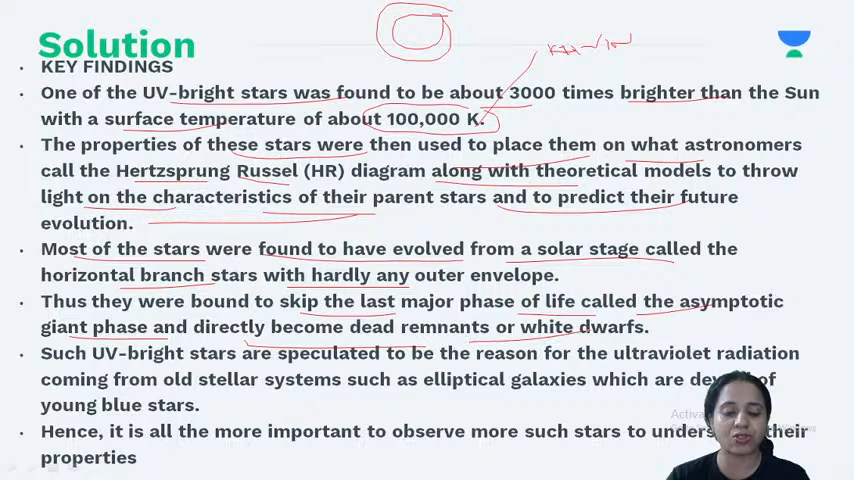 Solution
KEY FINDINGS
One of the UV-bright stars was found to be about 3000 times brighter than the Sun
with a surface temperature of about 100,000 K.
The properties of these stars were then used to place them on what astronomers
call the Hertzsprung Russel (HR) diagram along with theoretical models to throw
light on the characteristics of their parent stars and to predict their future
evolution.
Most of the stars were found to have evolved from a solar stage called the
horizontal branch stars with hardly any outer envelope.
Thus they were bound to skip the last major phase of life called the asymptotic
giant phase and directly become dead remnants or white dwarfs.
Such UV-bright stars are speculated to be the reason for the ultraviolet radiation
coming from old stellar systems such as elliptical galaxies which are of
young blue stars.
Hence, it is all the more important to observe more such stars to their
properties